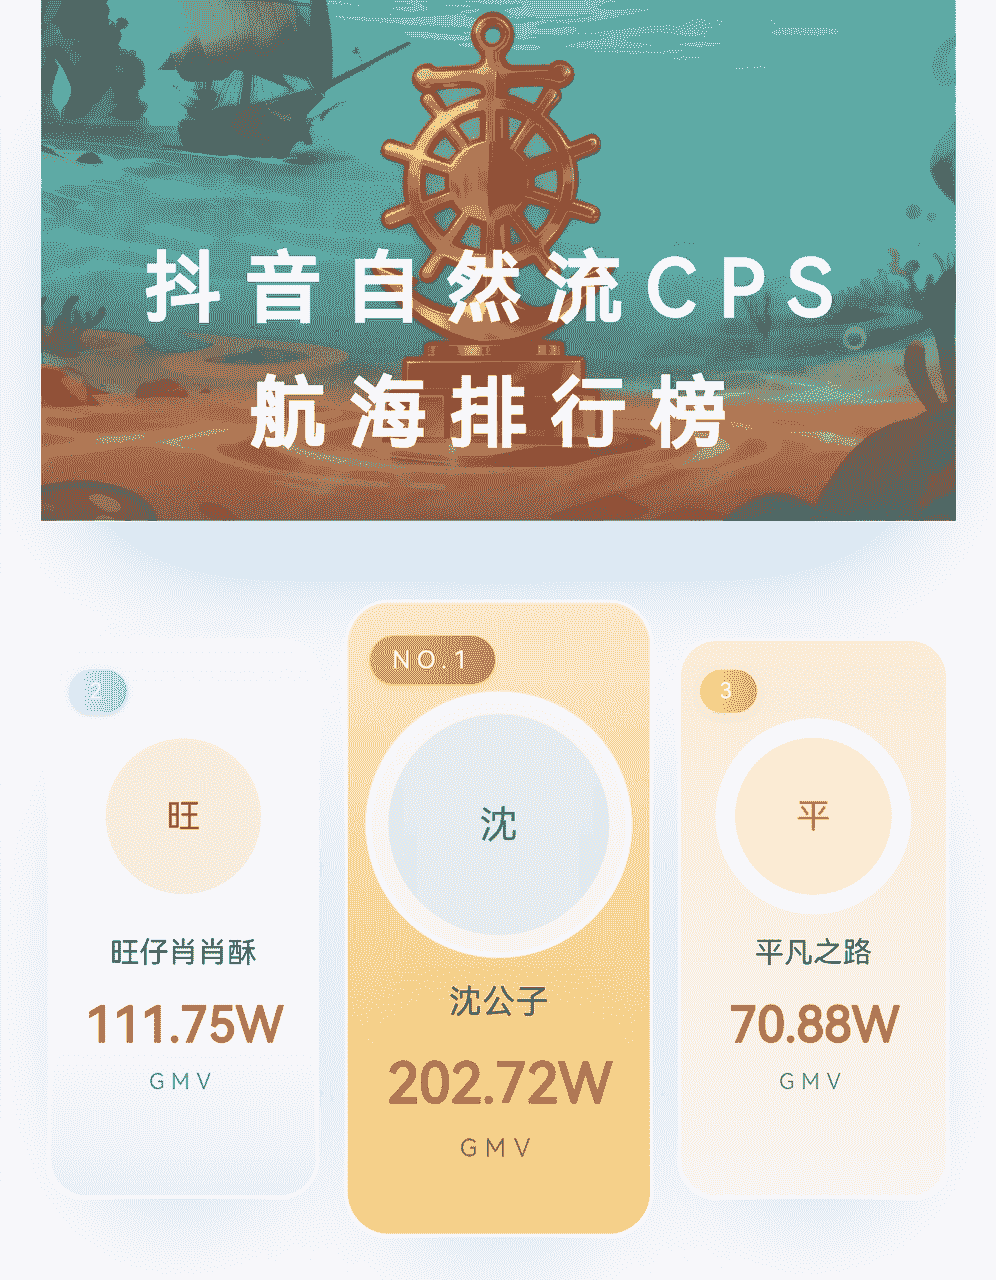 抖音自然流CPS
航海排行榜
2
旺
旺仔肖肖酥
111.75W
GMV
NO.1
沈
沈公子
202.72W
GMV
3
平
平凡之路
70.88W
GMV